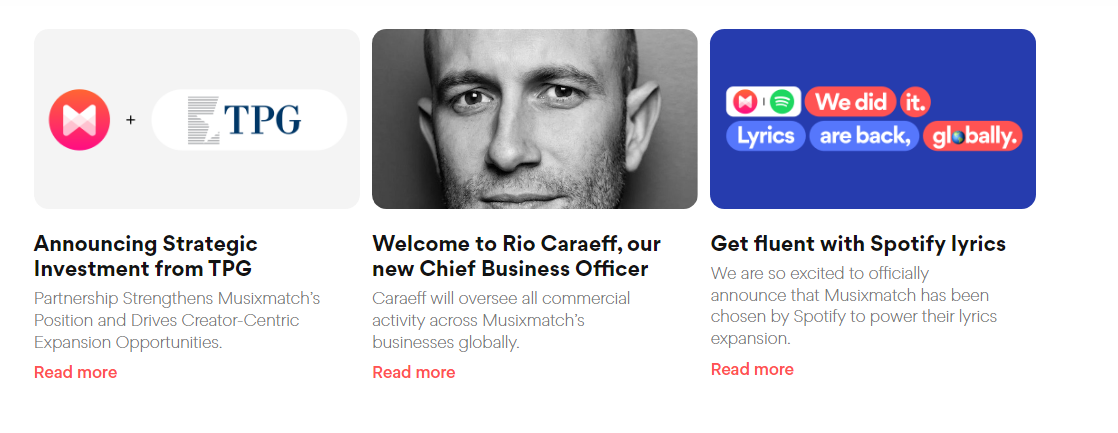 +
TPG
We did it.
Lyrics are back, globally.
Announcing Strategic
Investment from TPG
Partnership Strengthens Musixmatch’s
Position and Drives Creator-Centric
Expansion Opportunities.
Read more
Welcome to Rio Caraeff, our
new Chief Business Officer
Caraeff will oversee all commercial
activity across Musixmatch’s
businesses globally.
Read more
Get fluent with Spotify lyrics
We are so excited to officially
announce that Musixmatch has been
chosen by Spotify to power their lyrics
expansion.
Read more